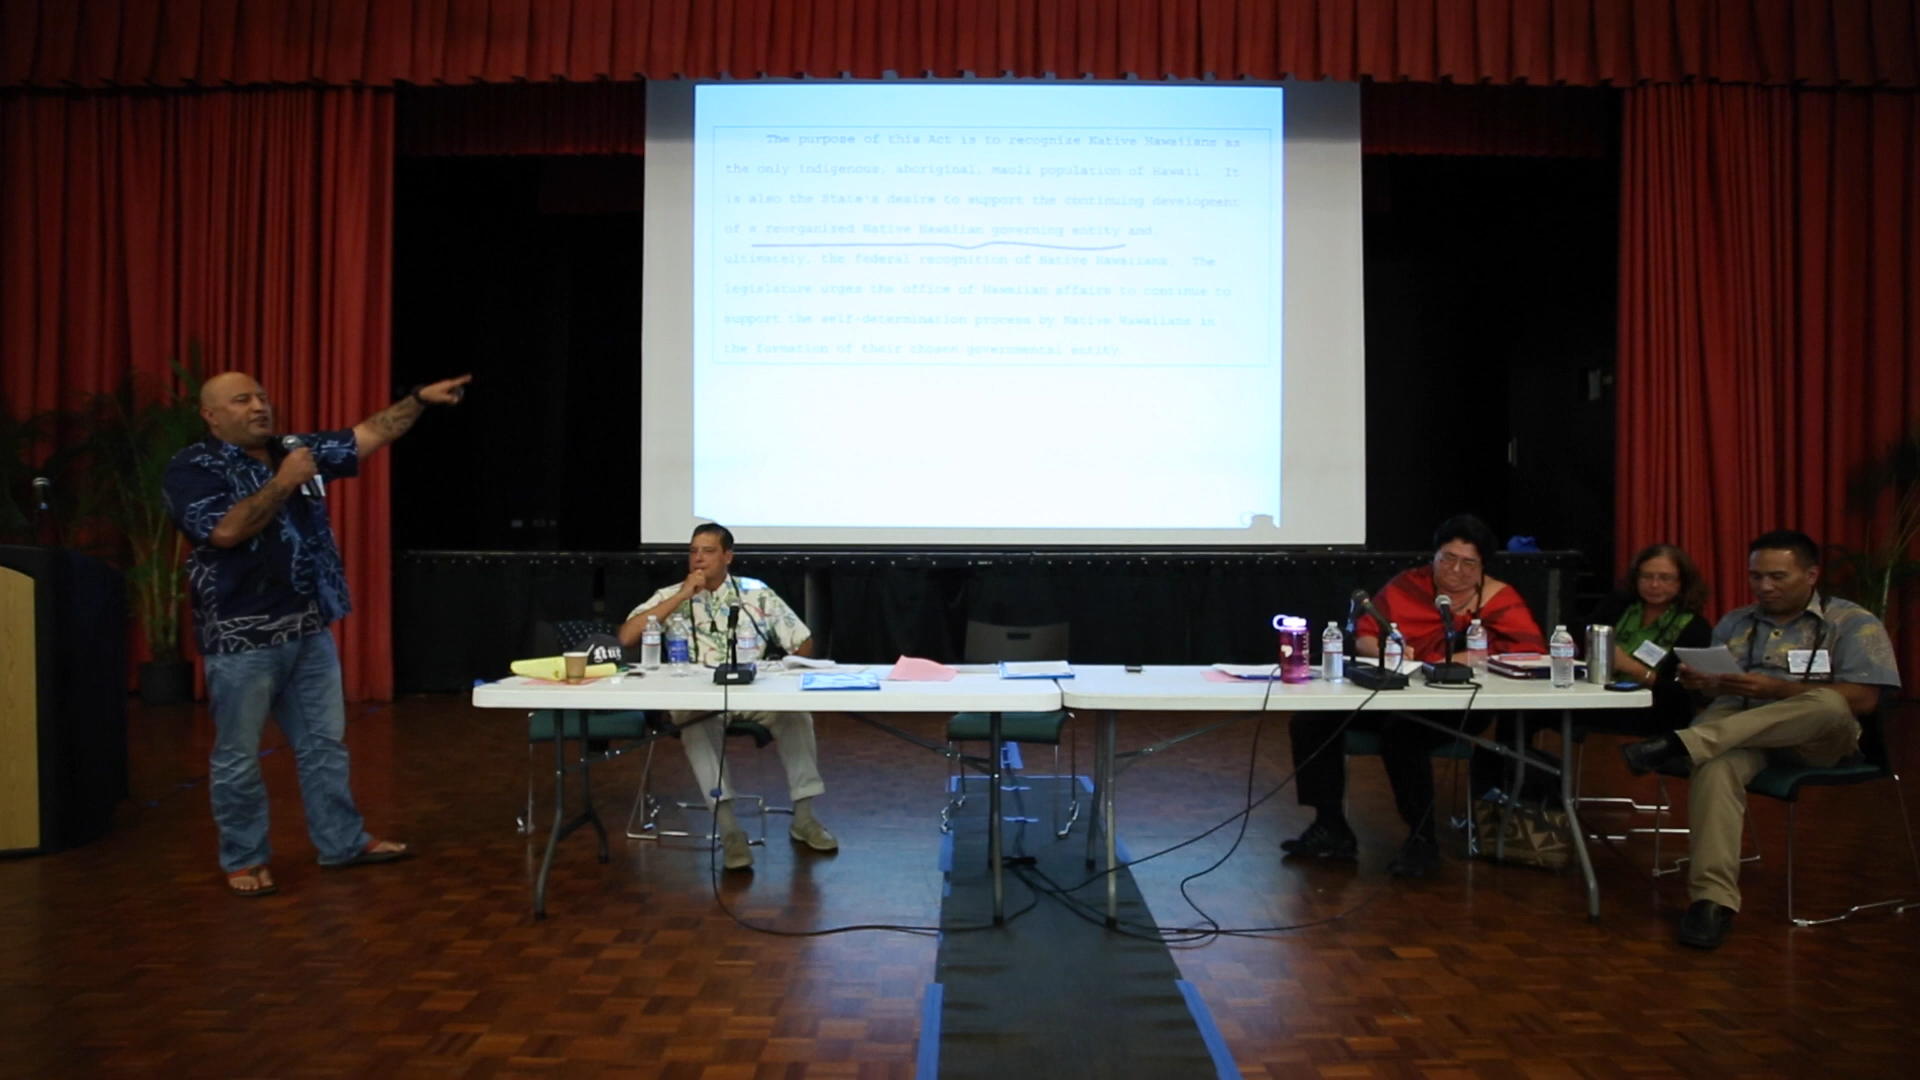 The purpose of this Act is to recognize Native Hawaiians as
the only indigenous, aboriginal, maoli population of Hawaii. It
is also the State's desire to support the continuing development
of a reorganized Native Hawaiian governing entity and,
ultimately, the federal recognition of Native Hawaiians. The
legislature urges the office of Hawaiian affairs to continue to
support the self-determination process by Native Hawaiians in
the formation of their chosen governmental entity.